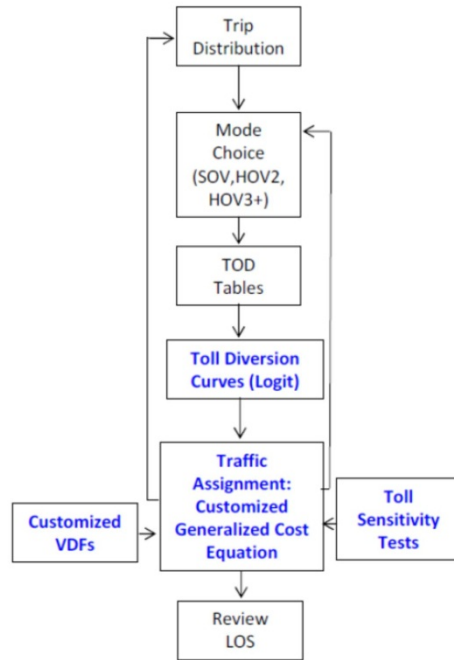 Trip
Distribution
Mode
Choice
(SOV,HOV2,
HOV3+)
TOD
Tables
Toll Diversion
Curves (Logit)
Traffic
Assignment:
Customized
Generalized Cost
Equation
Customized
VDFs
Toll
Sensitivity
Tests
Review
LOS